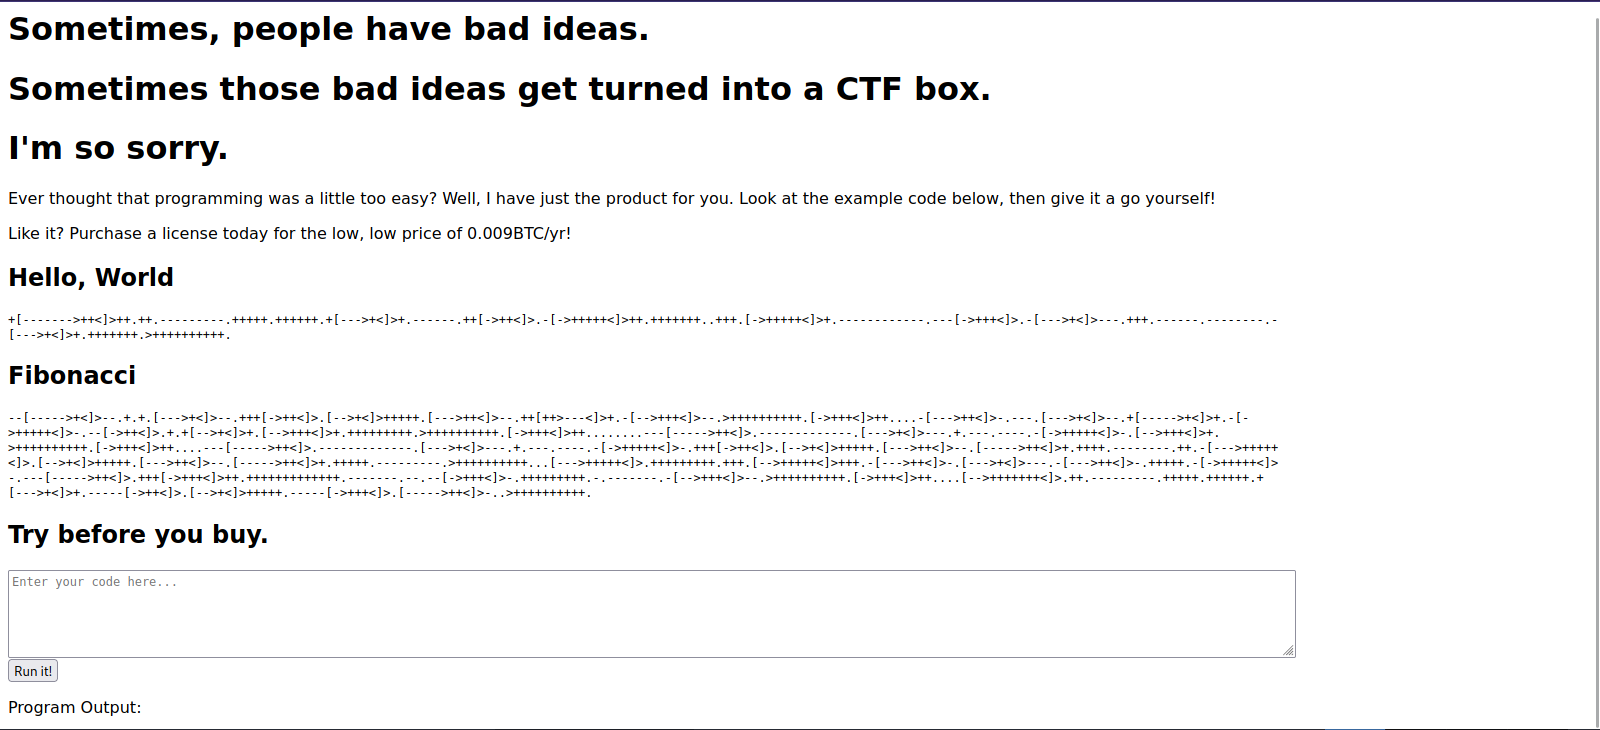 Sometimes, people have bad ideas.
Sometimes those bad ideas get turned into a CTF box.
I'm so sorry.
Ever thought that programming was a little too easy? Well, I have just the product for you. Look at the example code below, then give it a go yourself!
Like it? Purchase a license today for the low, low price of 0.009BTC/yr!
Hello, World
+[------->++<]>++.++.---------.+++++.++++++.+[--->+<]>+.------.++[->++<]>.-[->+++++<]>++.+++++++..+++.[->+++++<]>+.------------.---[->+++<]>.-[--->+<]>---.+++.------.--------.-
[--->+<]>+.+++++++.>++++++++++.
Fibonacci
--[----->+<]>--.+.+.[--->+<]>--.+++[->++<]>.[-->+<]>+++++.[--->++<]>--.++[++>---<]>+.-[-->+++<]>--.>++++++++++.[->+++<]>++....-[--->++<]>-.---.[--->+<]>--.+[----->+<]>+.-[-
>+++++<]>-.--[->++<]>.+.+[-->+<]>+.[-->+++<]>+.+++++++++.>++++++++++.[->+++<]>++........---[----->++<]>.-------------.[--->+<]>---.+.---.----.-[->+++++<]>-.[-->+++<]>+.
>++++++++++.[->+++<]>++....---[----->++<]>.-------------.[--->+<]>---.+.---.----.-[->+++++<]>-.+++[->++<]>.[-->+<]>+++++.[--->++<]>--.[----->++<]>+.++++.--------.++.-[--->+++++
<]>.[-->+<]>+++++.[--->++<]>--.[----->++<]>+.+++++.---------.>++++++++++...[--->+++++<]>.+++++++++.+++.[-->+++++<]>+++.-[--->++<]>-.[--->+<]>---.-[--->++<]>-.+++++.-[->+++++<]>
-.---[----->++<]>.+++[->+++<]>++.+++++++++++++.-------.--.--[->+++<]>-.+++++++++.-.-------.-[-->+++<]>--.>++++++++++.[->+++<]>++....[-->+++++++<]>.++.---------.+++++.++++++.+
[--->+<]>+.-----[->++<]>.[-->+<]>+++++.-----[->+++<]>.[----->++<]>-..>++++++++++.
Try before you buy.
Enter your code here...
Run it!
Program Output: